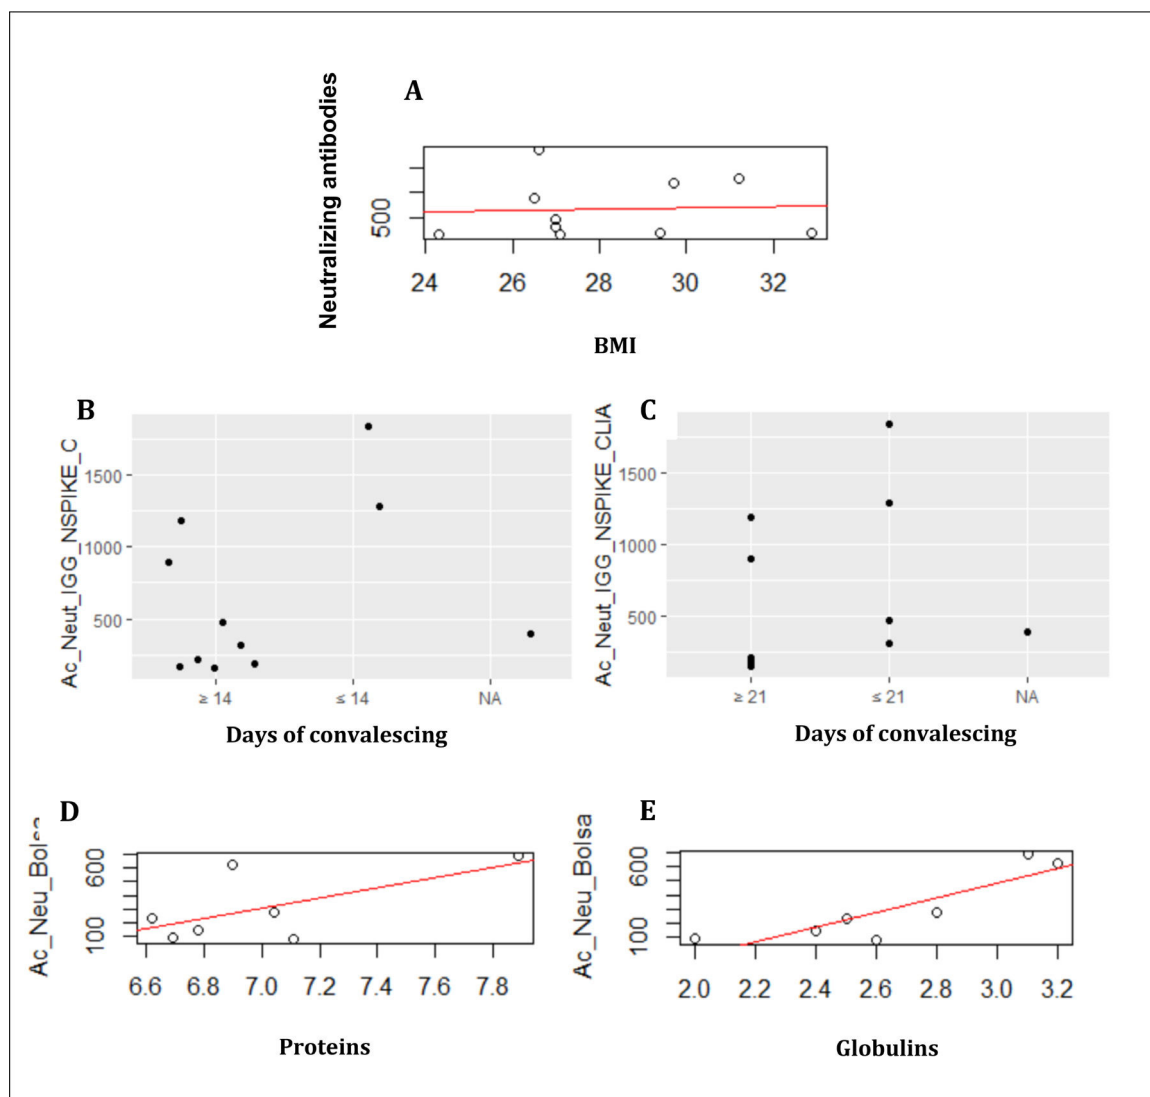 A
Neutralizing antibodies
500
24 26 28 30 32
BMI
B
Ac_Neut_IGG_NSPIKE_C
1500
1000
500
≥ 14 ≤ 14 NA
Days of convalescing
C
Ac_Neut_IGG_NSPIKE_CLIA
1500
1000
500
≥ 21 ≤ 21 NA
Days of convalescing
D
Ac_Neu_Bolsa
600
100
6.6 6.8 7.0 7.2 7.4 7.6 7.8
Proteins
E
Ac_Neu_Bolsa
600
100
2.0 2.2 2.4 2.6 2.8 3.0 3.2
Globulins